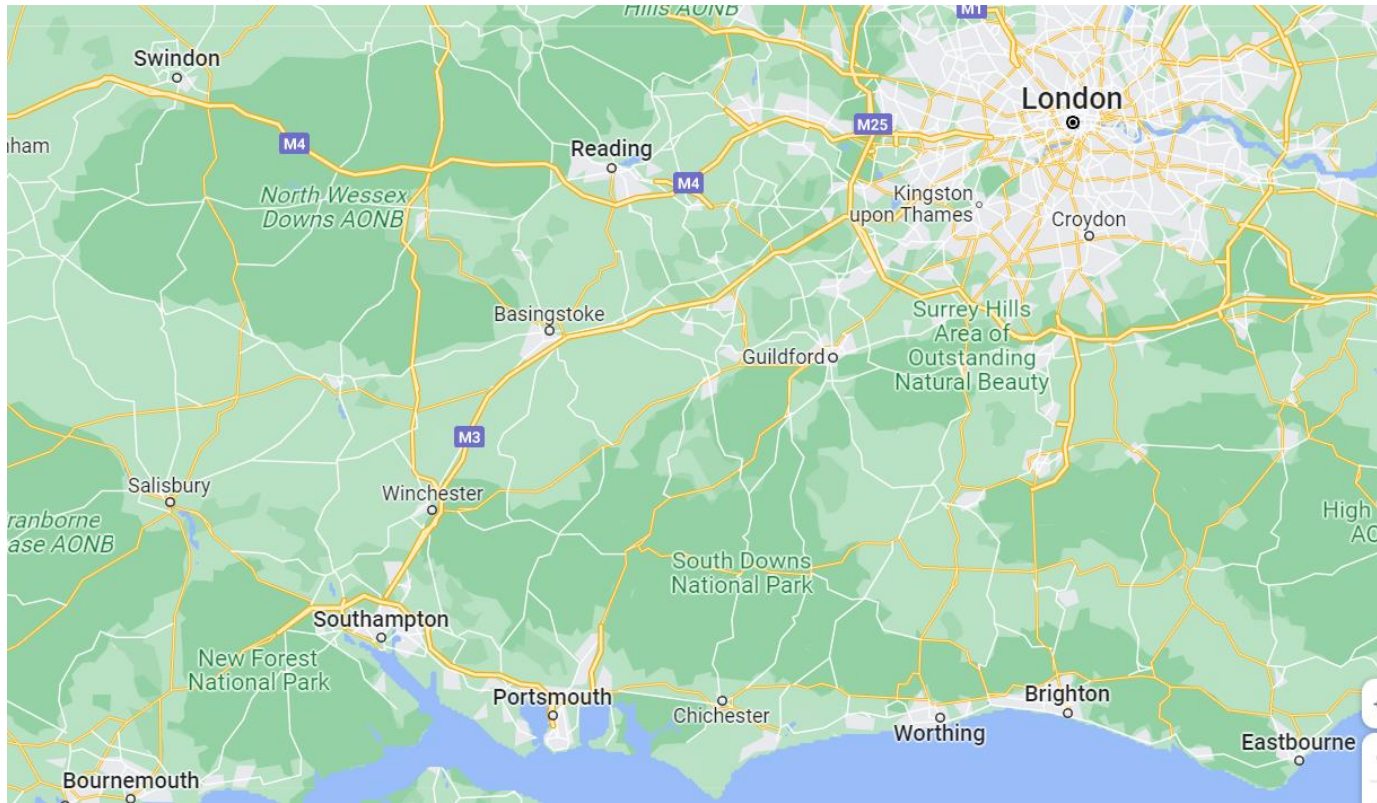 Hills AONB
M1
Swindon
London
M25
nham
M4
Reading
M4
North Wessex
Downs AONB
Kingston
upon Thames
Croydon
Basingstoke
Surrey Hills
Area of
Outstanding
Natural Beauty
Guildford
M3
Salisbury
Winchester
ranborne
ase AONB
High
AO
South Downs
National Park
Southampton
New Forest
National Park
Portsmouth
Chichester
Worthing
Brighton
Eastbourne
Bournemouth